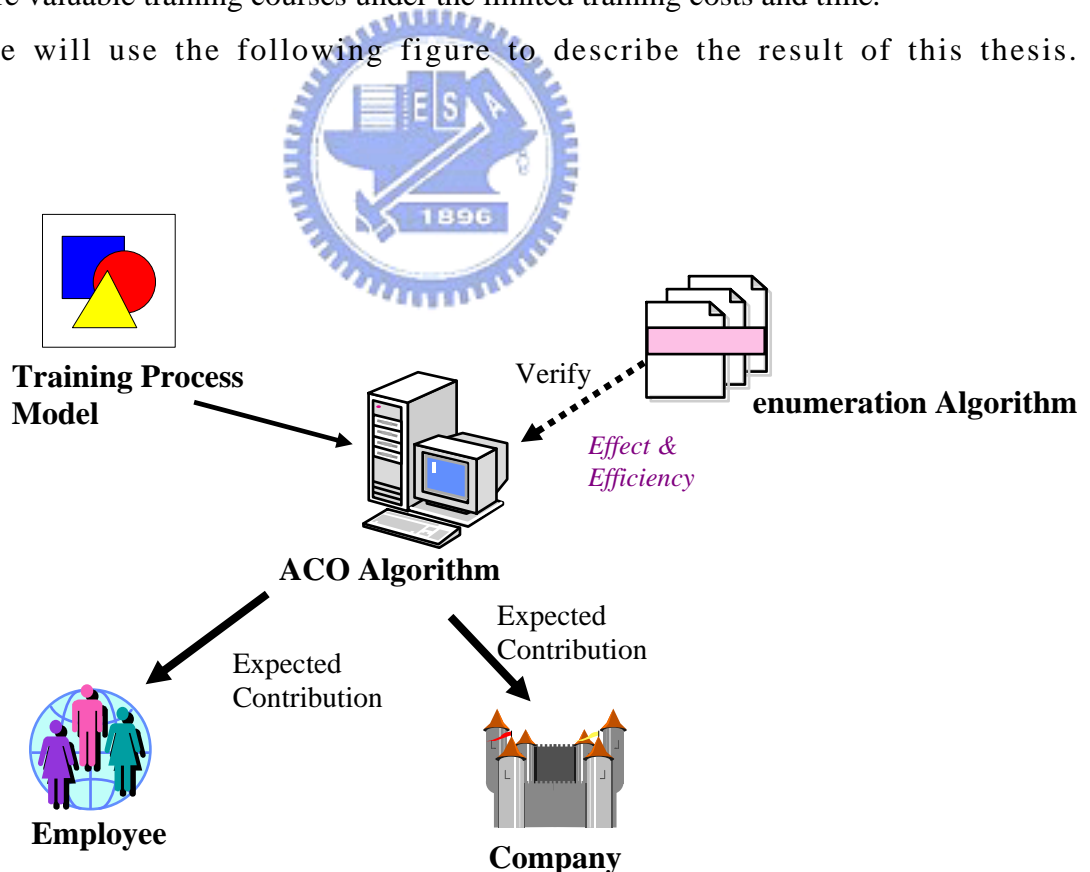 re valuable training courses under the limited training costs and time.
e will use the following figure to describe the result of this thesis.
E S A
1896
Training Process
Model
Verify
enumeration Algorithm
Effect &
Efficiency
ACO Algorithm
Expected
Contribution
Expected
Contribution
Employee
Company